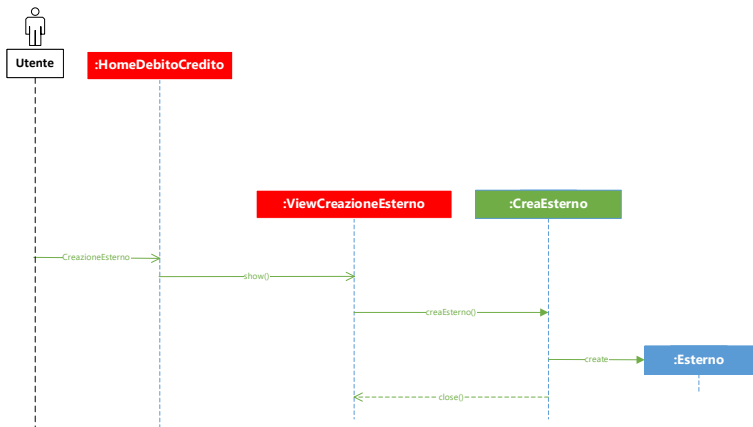 Utente
:HomeDebitoCredito
:ViewCreazioneEsterno
:CreaEsterno
CreazioneEsterno
show()
creaEsterno()
create
:Esterno
close()